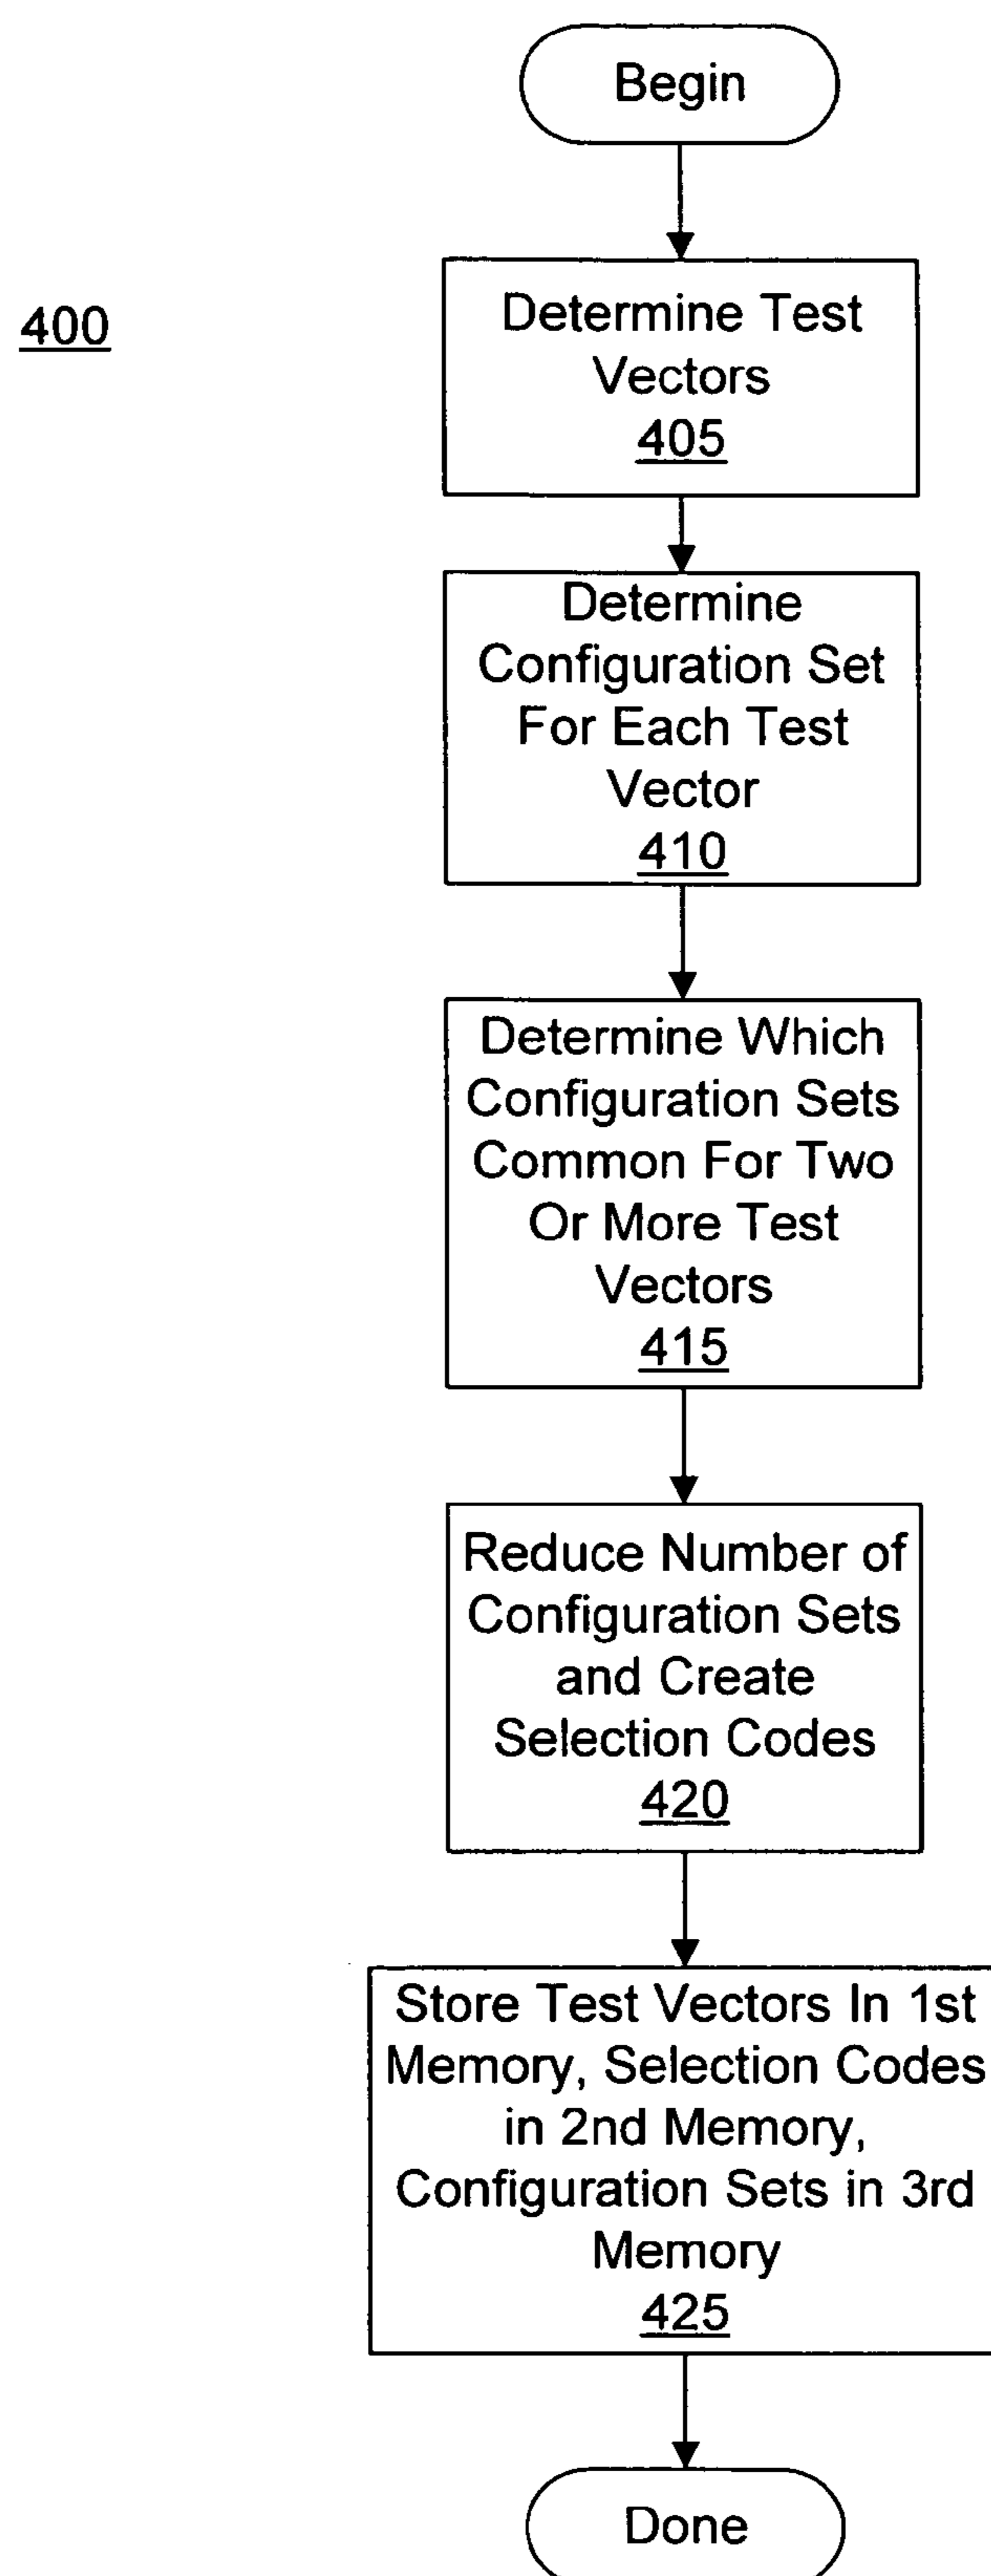 Begin
400
Determine Test
Vectors
405
Determine
Configuration Set
For Each Test
Vector
410
Determine Which
Configuration Sets
Common For Two
Or More Test
Vectors
415
Reduce Number of
Configuration Sets
and Create
Selection Codes
420
Store Test Vectors In 1st
Memory, Selection Codes
in 2nd Memory,
Configuration Sets in 3rd
Memory
425
Done